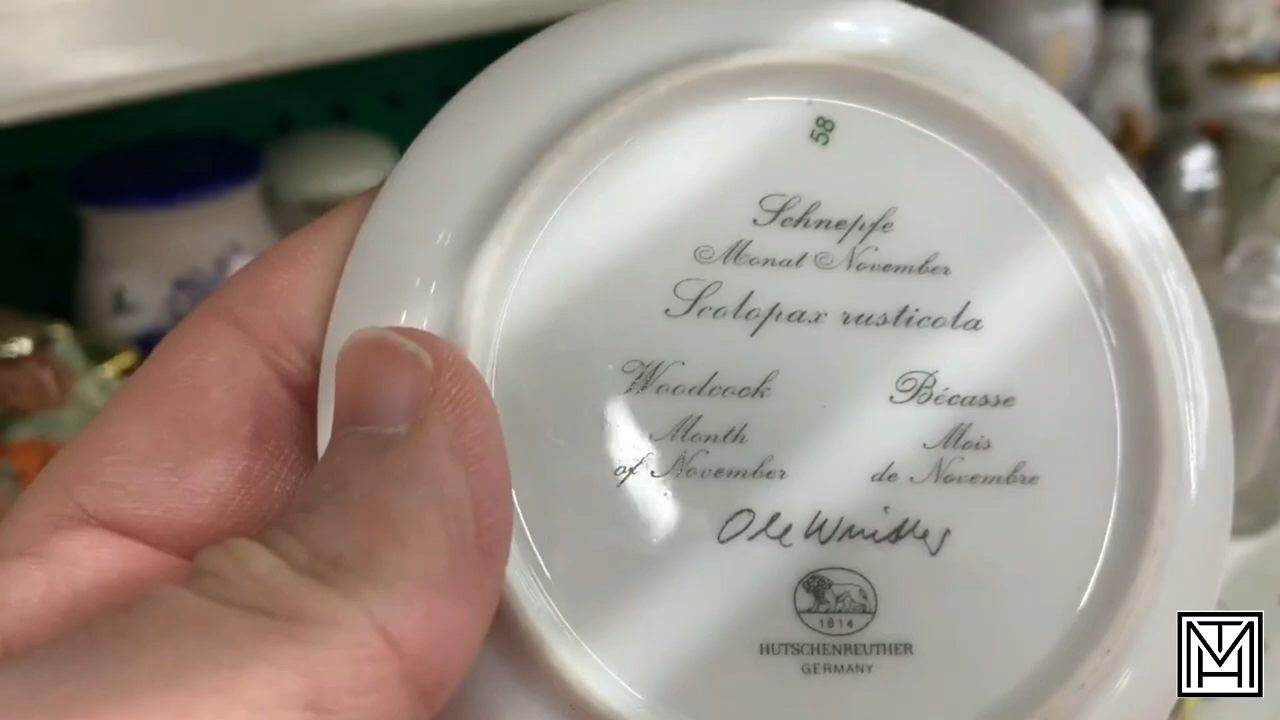 58
Schnepfe
Monat November
Scolopax rusticola
Woodcock
Month
of November
Bécasse
Mois
de Novembre
Ole Winther
1814
HUTSCHENREUTHER
GERMANY